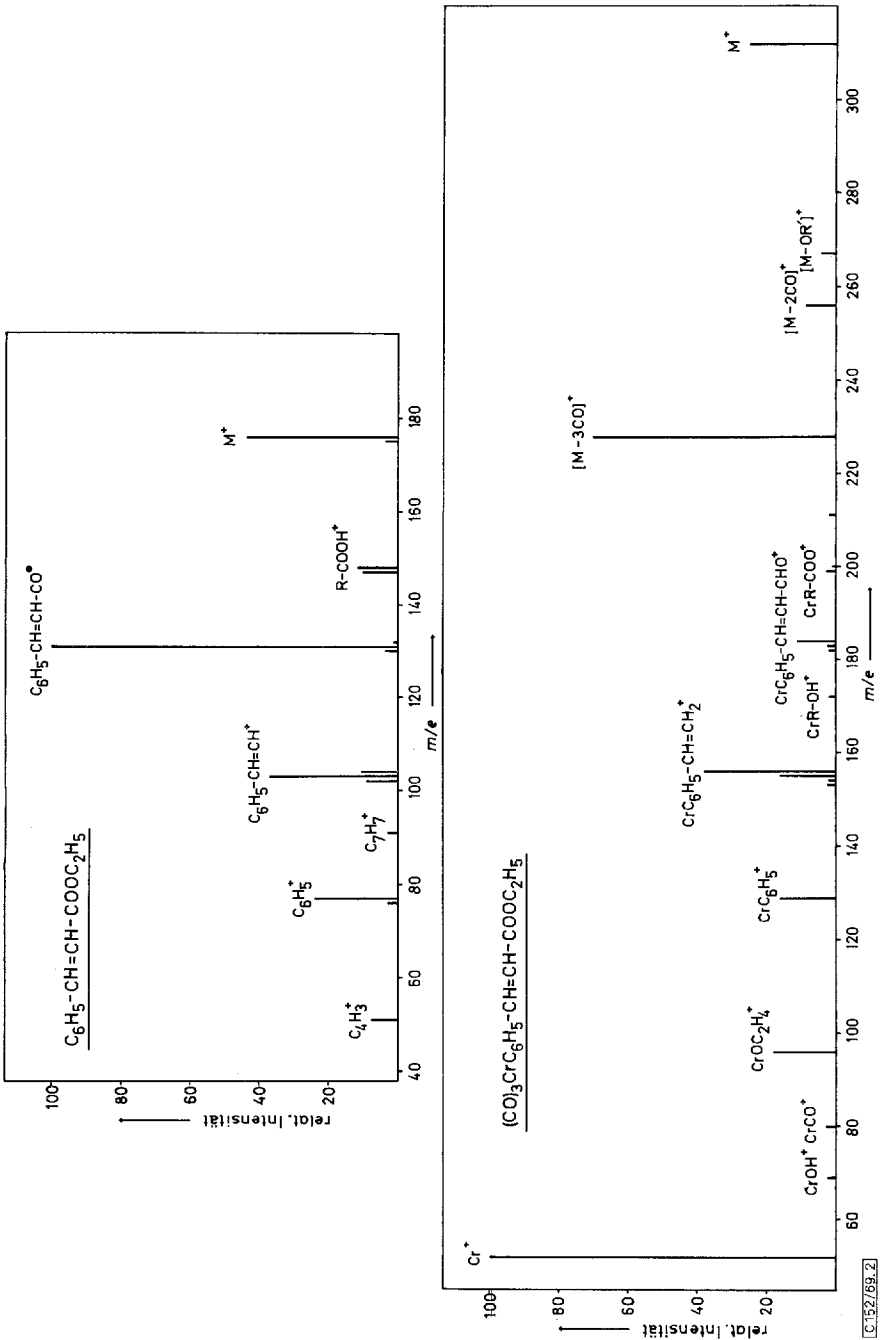 C₆H₅-CH=CH-COOC₂H₅
relat. Intensität
100
80
60
40
20
C₄H₃⁺
C₆H₅⁺
C₇H₇⁺
C₆H₅-CH=CH⁺
C₆H₅-CH=CH-CO•
R-COOH⁺
M⁺
40
60
80
100
120
140
160
180
m/e
(CO)₃CrC₆H₅-CH=CH-COOC₂H₅
relat. Intensität
100
80
60
40
20
Cr⁺
CrOH⁺ CrCO⁺
CrOC₂H₄⁺
CrC₆H₅⁺
CrC₆H₅-CH=CH₂⁺
CrR-OH⁺
CrC₆H₅-CH=CH-CHO⁺
CrR-COO⁺
[M-3CO]⁺
[M-2CO]⁺
[M-OR']⁺
M⁺
60
80
100
120
140
160
180
200
220
240
260
280
300
m/e
C152/69.2